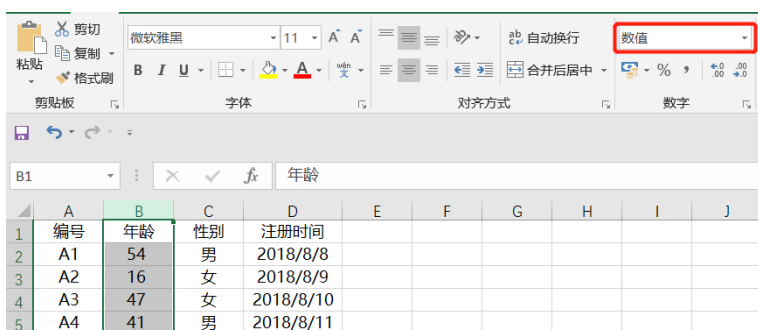 剪切
微软雅黑 11 A A ab 自动换行 数值
复制
粘贴 B I U A wén 文 合并后居中 % , .0 .00 .00 .0
格式刷
剪贴板 字体 对齐方式 数字
B1 fx 年龄
A B C D E F G H I J
1 编号 年龄 性别 注册时间
2 A1 54 男 2018/8/8
3 A2 16 女 2018/8/9
4 A3 47 女 2018/8/10
5 A4 41 男 2018/8/11